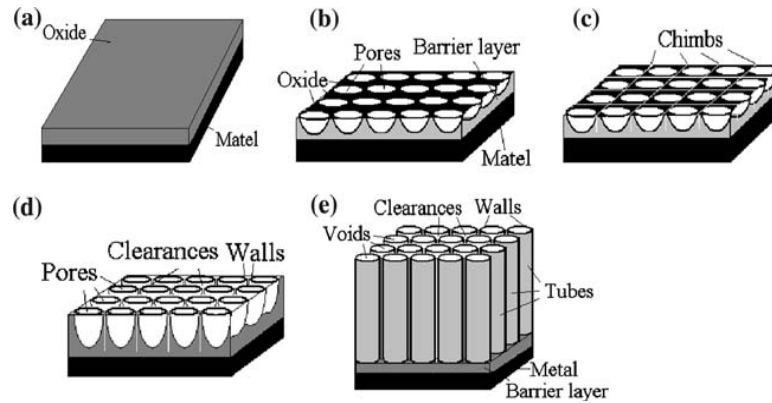 (a)
Oxide
Matel
(b)
Pores
Barrier layer
Oxide
Matel
(c)
Chimbs
(d)
Clearances
Walls
Pores
(e)
Clearances
Walls
Voids
Tubes
Metal
Barrier layer